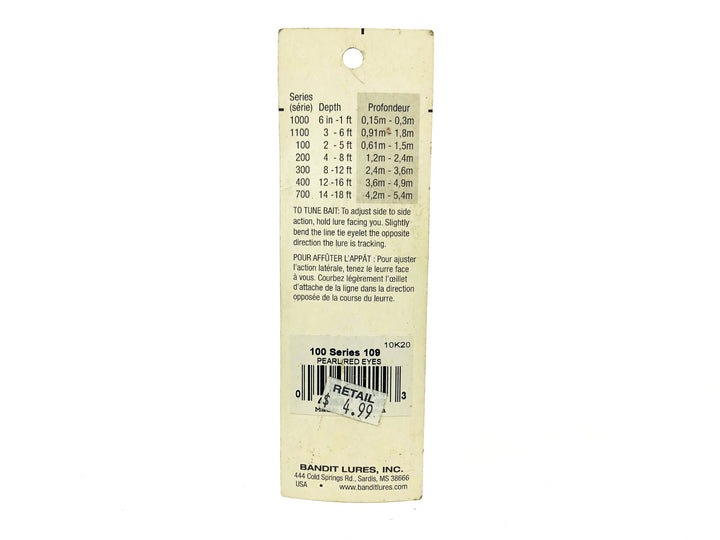 Series
(série) Depth Profondeur
1000 6 in -1 ft 0,15m - 0,3m
1100 3 - 6 ft 0,91m - 1,8m
100 2 - 5 ft 0,61m - 1,5m
200 4 - 8 ft 1,2m - 2,4m
300 8 -12 ft 2,4m - 3,6m
400 12 -16 ft 3,6m - 4,9m
700 14 -18 ft 4,2m - 5,4m
TO TUNE BAIT: To adjust side to side
action, hold lure facing you. Slightly
bend the line tie eyelet the opposite
direction the lure is tracking.
POUR AFFÛTER L'APPÂT : Pour ajuster
l'action latérale, tenez le leurre face
à vous. Courbez légèrement l'œillet
d'attache de la ligne dans la direction
opposée de la course du leurre.
10K20
100 Series 109
PEARL/RED EYES
0 3
RETAIL
$ 4.99
BANDIT LURES, INC.
444 Cold Springs Rd., Sardis, MS 38666
USA • www.banditlures.com